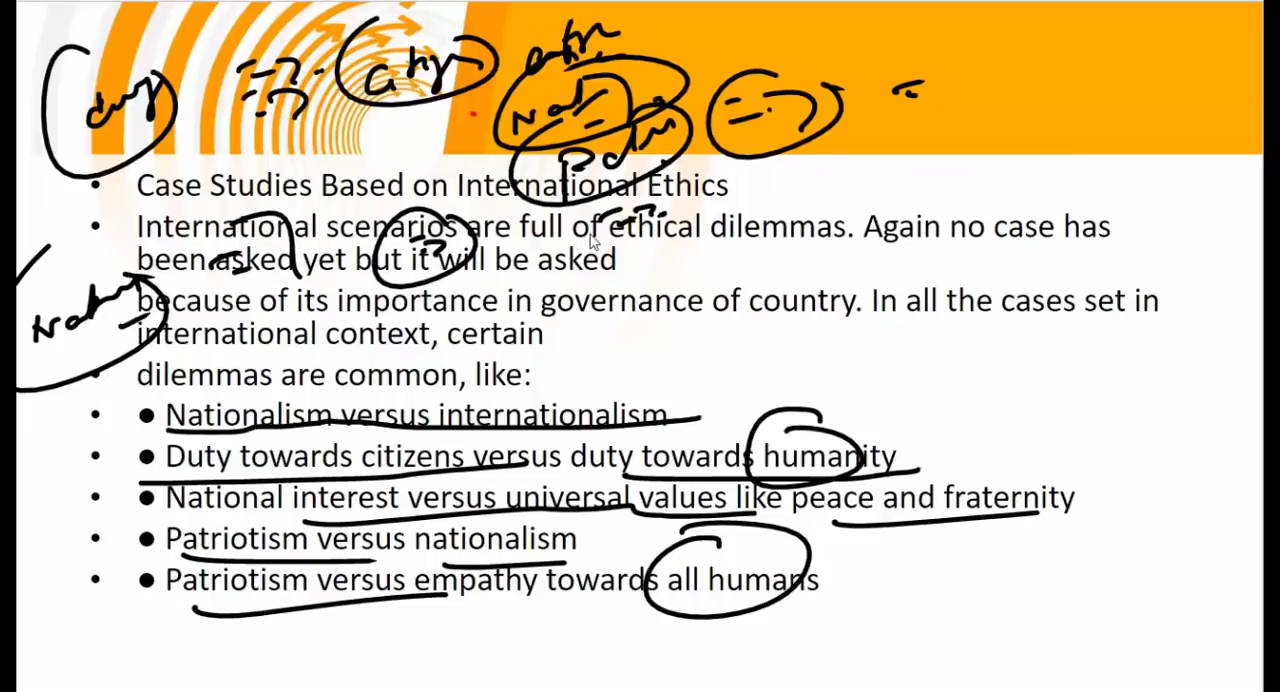 • Case Studies Based on International Ethics
• International scenarios are full of ethical dilemmas. Again no case has
been asked yet but it will be asked
because of its importance in governance of country. In all the cases set in
international context, certain
• dilemmas are common, like:
• ● Nationalism versus internationalism
• ● Duty towards citizens versus duty towards humanity
• ● National interest versus universal values like peace and fraternity
• ● Patriotism versus nationalism
• ● Patriotism versus empathy towards all humans